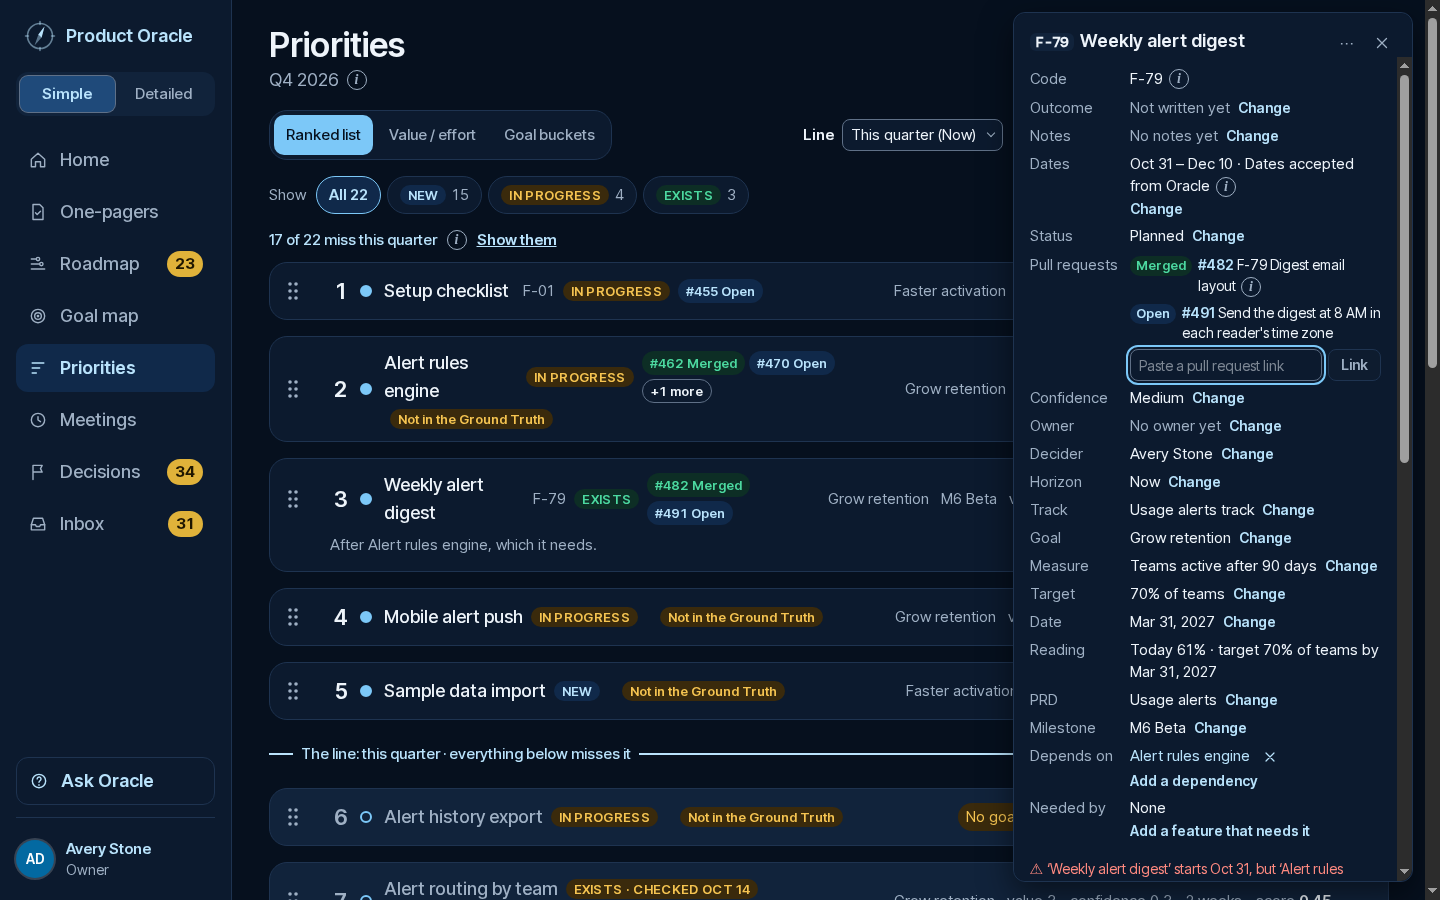 Product Oracle
Simple
Detailed
Home
One-pagers
Roadmap
23
Goal map
Priorities
Meetings
Decisions
34
Inbox
31
Ask Oracle
AD
Avery Stone
Owner
Priorities
Q4 2026
i
Ranked list
Value / effort
Goal buckets
Line
This quarter (Now)
Show
All 22
NEW 15
IN PROGRESS 4
EXISTS 3
17 of 22 miss this quarter
i
Show them
1
Setup checklist
F-01
IN PROGRESS
#455 Open
Faster activation
2
Alert rules
engine
IN PROGRESS
#462 Merged
#470 Open
+1 more
Grow retention
Not in the Ground Truth
3
Weekly alert
digest
F-79
EXISTS
#482 Merged
#491 Open
Grow retention
M6 Beta
After Alert rules engine, which it needs.
4
Mobile alert push
IN PROGRESS
Not in the Ground Truth
Grow retention
5
Sample data import
NEW
Not in the Ground Truth
Faster activation
The line: this quarter · everything below misses it
6
Alert history export
IN PROGRESS
Not in the Ground Truth
No goa
7
Alert routing by team
EXISTS · CHECKED OCT 14
Grow retention
value 3 · confidence 0.3 · 2 weeks · score 0.45
F-79 Weekly alert digest
Code
F-79
i
Outcome
Not written yet Change
Notes
No notes yet Change
Dates
Oct 31 – Dec 10 · Dates accepted
from Oracle
i
Change
Status
Planned Change
Pull requests
Merged
#482 F-79 Digest email
layout
i
Open
#491 Send the digest at 8 AM in
each reader's time zone
Paste a pull request link
Link
Confidence
Medium Change
Owner
No owner yet Change
Decider
Avery Stone Change
Horizon
Now Change
Track
Usage alerts track Change
Goal
Grow retention Change
Measure
Teams active after 90 days Change
Target
70% of teams Change
Date
Mar 31, 2027 Change
Reading
Today 61% · target 70% of teams by
Mar 31, 2027
PRD
Usage alerts Change
Milestone
M6 Beta Change
Depends on
Alert rules engine
Add a dependency
Needed by
None
Add a feature that needs it
⚠ ‘Weekly alert digest’ starts Oct 31, but ‘Alert rules